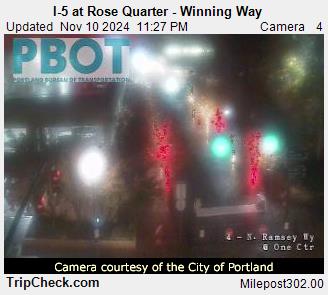 I-5 at Rose Quarter - Winning Way
Updated Nov 10 2024 11:27 PM Camera 4
PBOT
PORTLAND BUREAU OF TRANSPORTATION
4 - N. Ramsey Wy
@ One Ctr
Camera courtesy of the City of Portland
TripCheck.com Milepost302.00